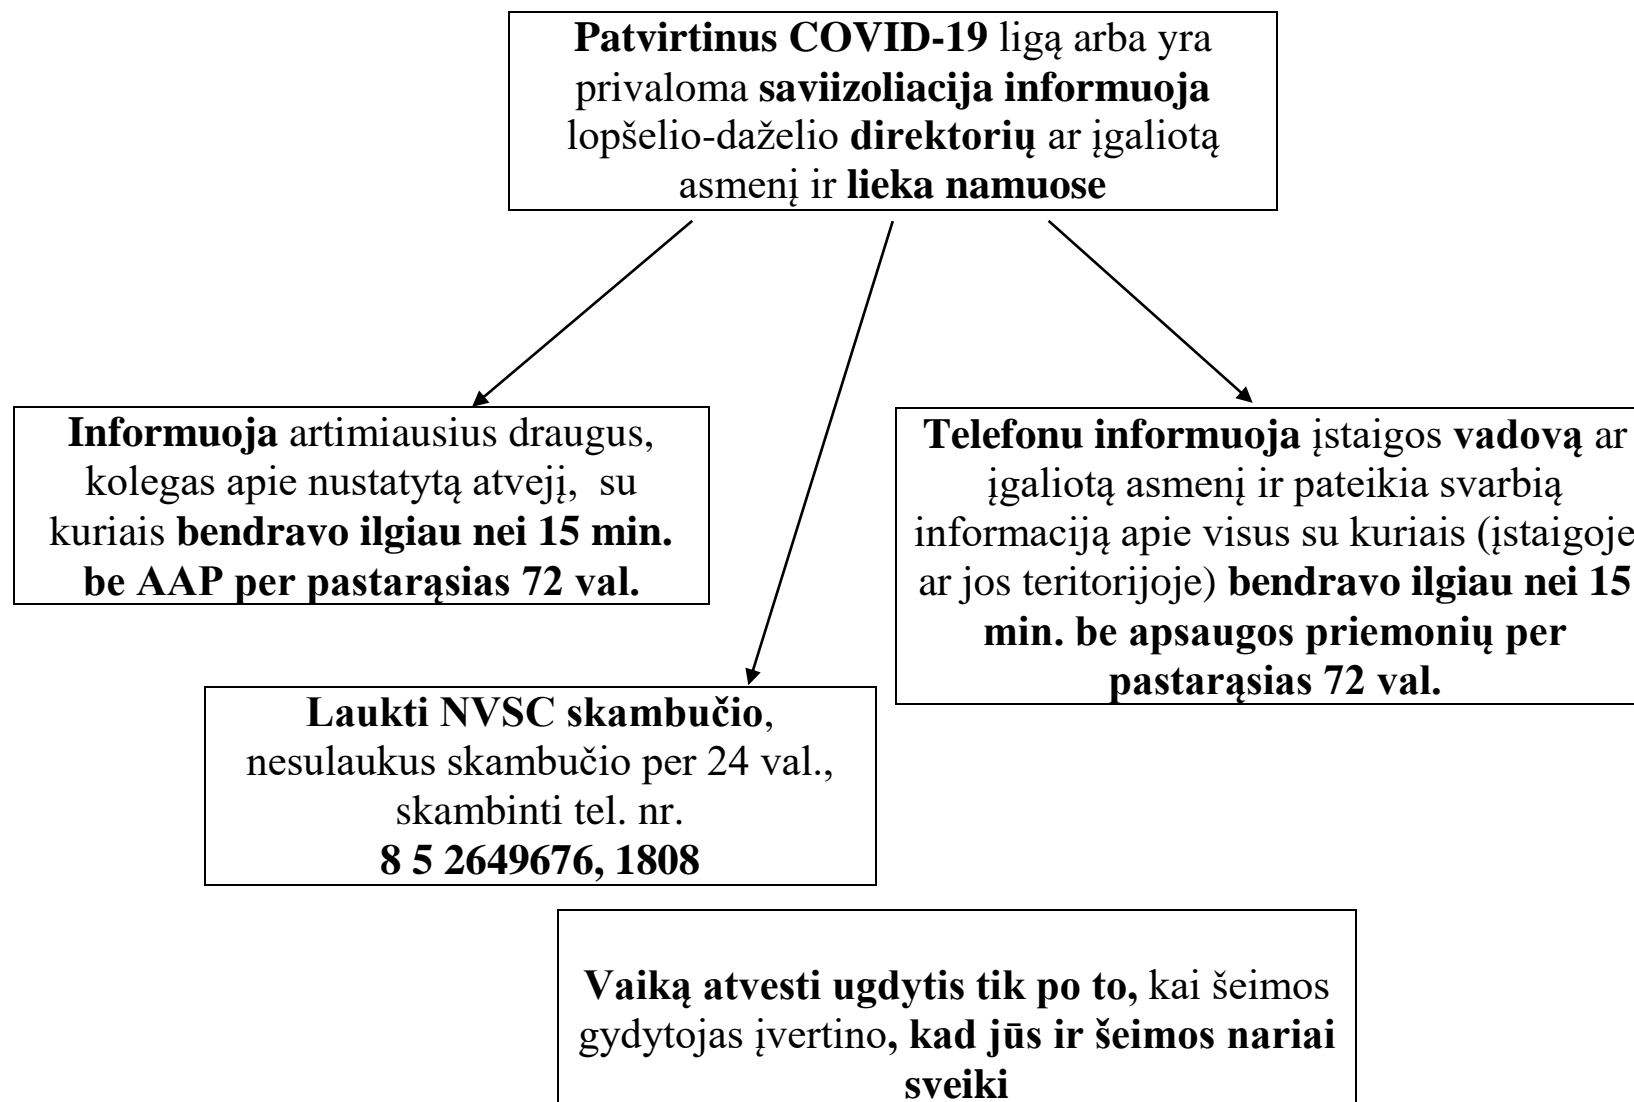 Patvirtinus COVID-19 ligą arba yra
privaloma saviizoliacija informuoja
lopšelio-daželio direktorių ar įgaliotą
asmenį ir lieka namuose
Informuoja artimiausius draugus,
kolegas apie nustatytą atvejį,  su
kuriais bendravo ilgiau nei 15 min.
be AAP per pastarąsias 72 val.
Telefonu informuoja įstaigos vadovą ar
įgaliotą asmenį ir pateikia svarbią
informaciją apie visus su kuriais (įstaigoje
ar jos teritorijoje) bendravo ilgiau nei 15
min. be apsaugos priemonių per
pastarąsias 72 val.
Laukti NVSC skambučio,
nesulaukus skambučio per 24 val.,
skambinti tel. nr.
8 5 2649676, 1808
Vaiką atvesti ugdytis tik po to, kai šeimos
gydytojas įvertino, kad jūs ir šeimos nariai
sveiki